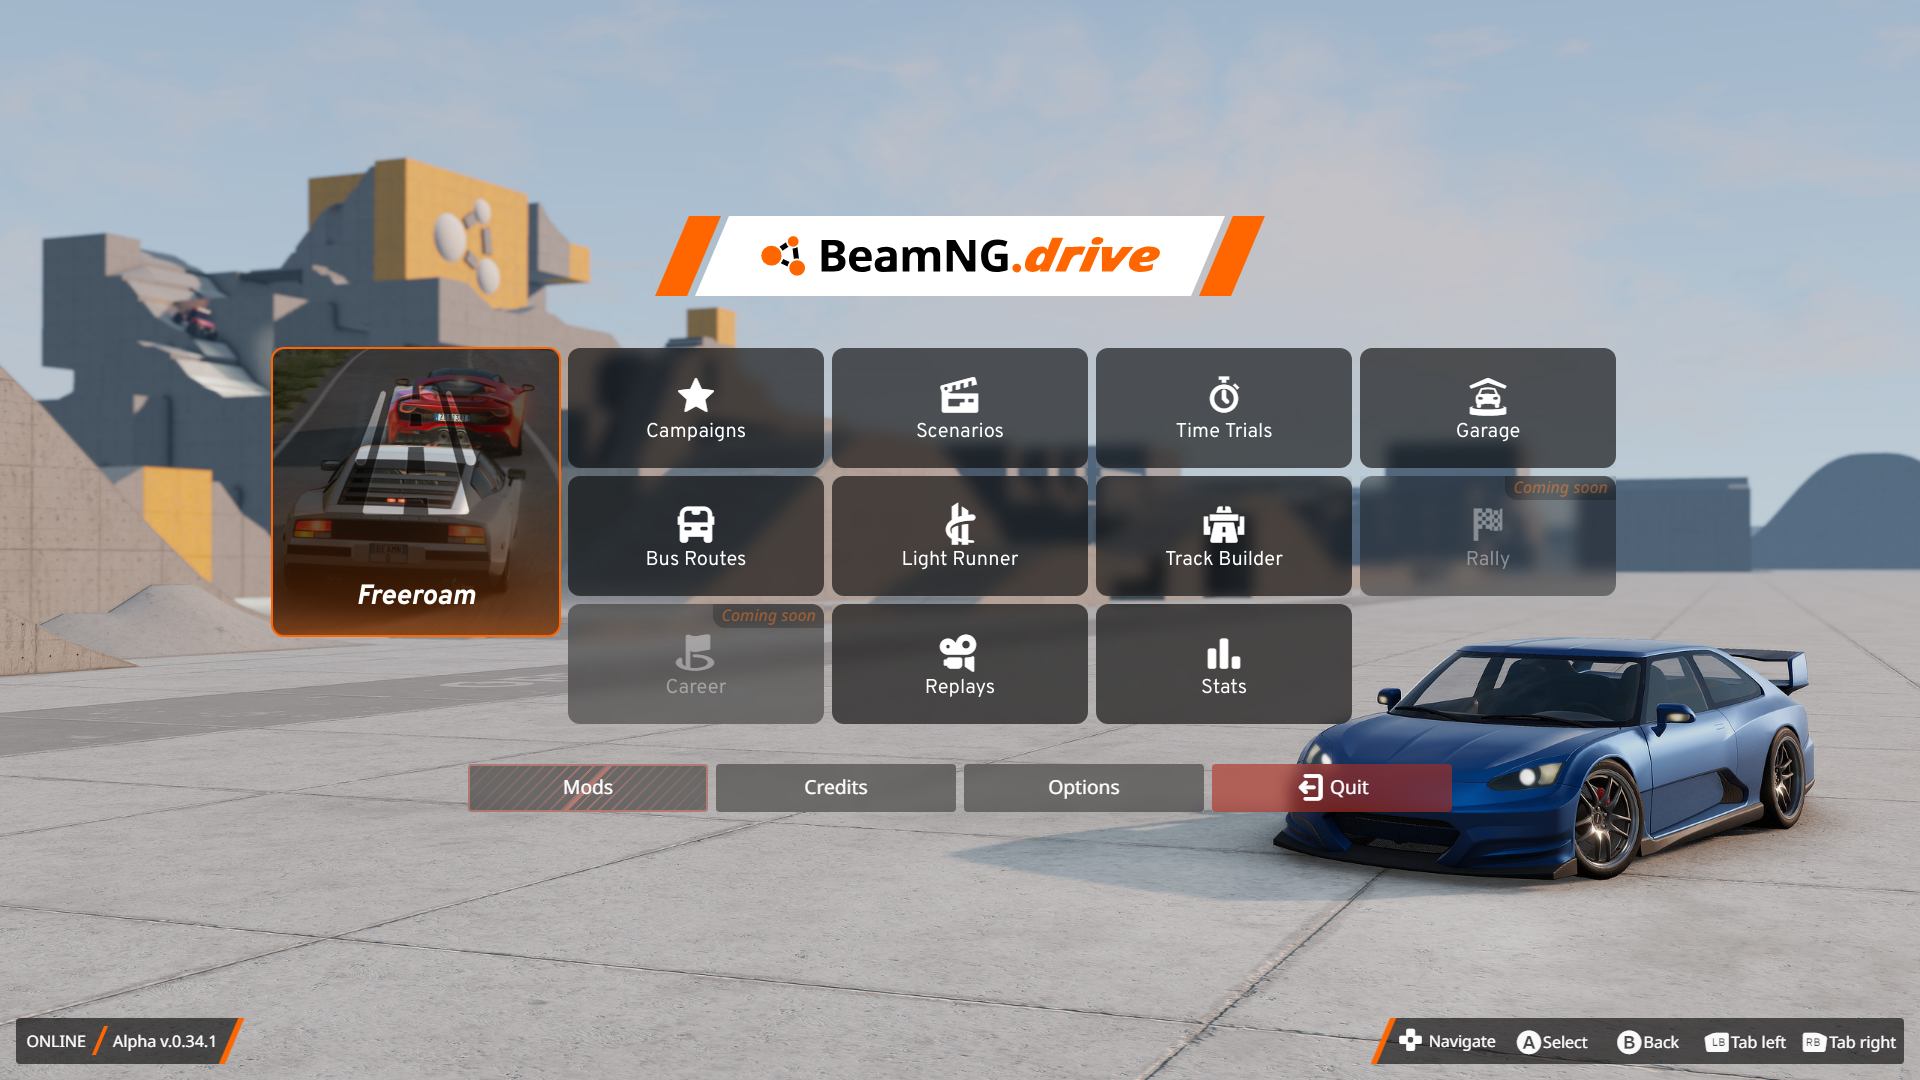 BeamNG.drive
Campaigns
Scenarios
Time Trials
Garage
Freeroam
Bus Routes
Light Runner
Track Builder
Coming soon
Rally
Coming soon
Career
Replays
Stats
Mods
Credits
Options
Quit
ONLINE / Alpha v.0.34.1
Navigate A Select B Back LB Tab left RB Tab right